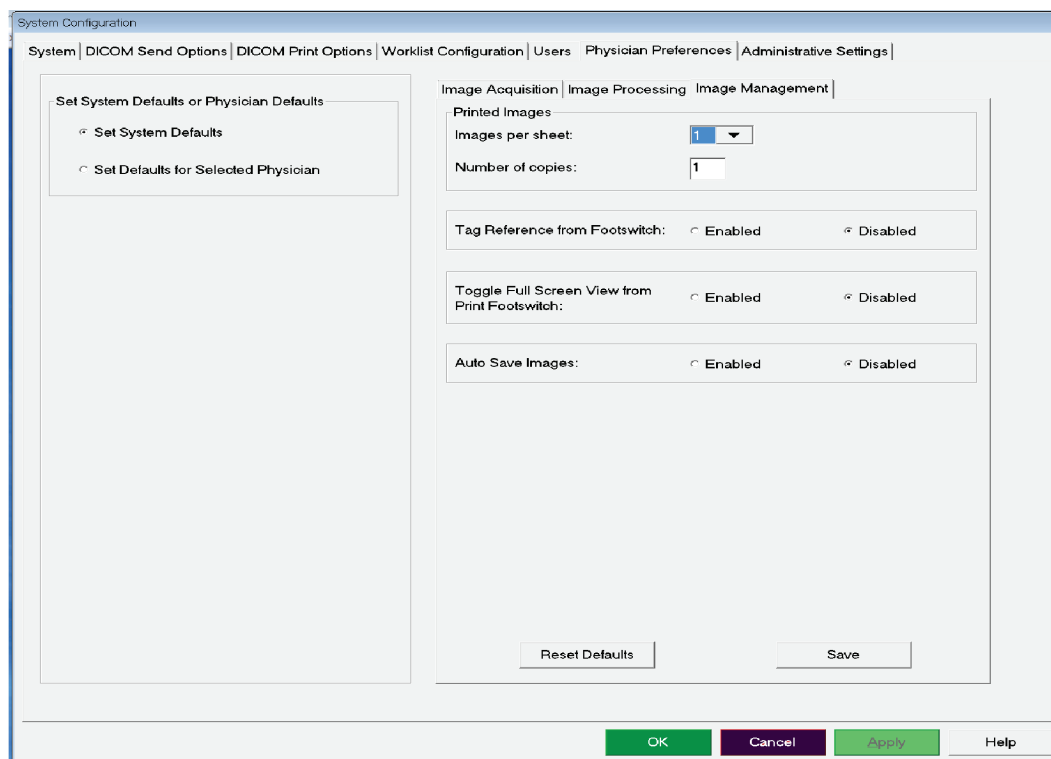 System Configuration
System DICOM Send Options DICOM Print Options Worklist Configuration Users Physician Preferences Administrative Settings
Set System Defaults or Physician Defaults
Set System Defaults
Set Defaults for Selected Physician
Image Acquisition Image Processing Image Management
Printed Images
Images per sheet: 1
Number of copies: 1
Tag Reference from Footswitch: Enabled Disabled
Toggle Full Screen View from
Print Footswitch: Enabled Disabled
Auto Save Images: Enabled Disabled
Reset Defaults Save
OK Cancel Apply Help